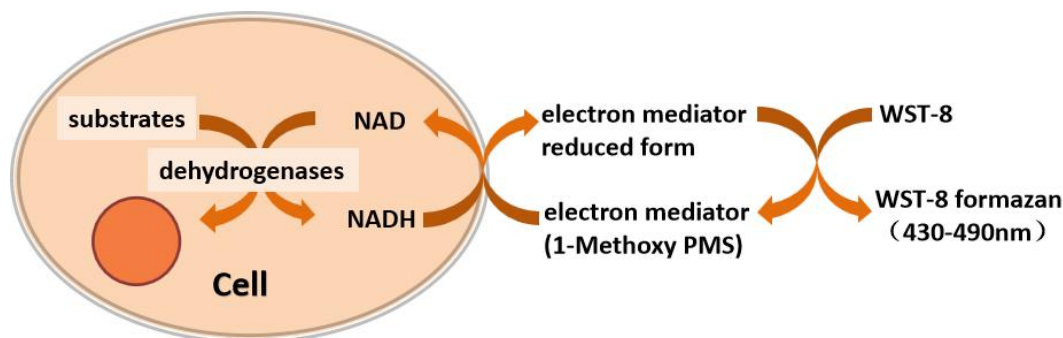 substrates
NAD
dehydrogenases
NADH
Cell
electron mediator
reduced form
electron mediator
(1-Methoxy PMS)
WST-8
WST-8 formazan
（430-490nm）